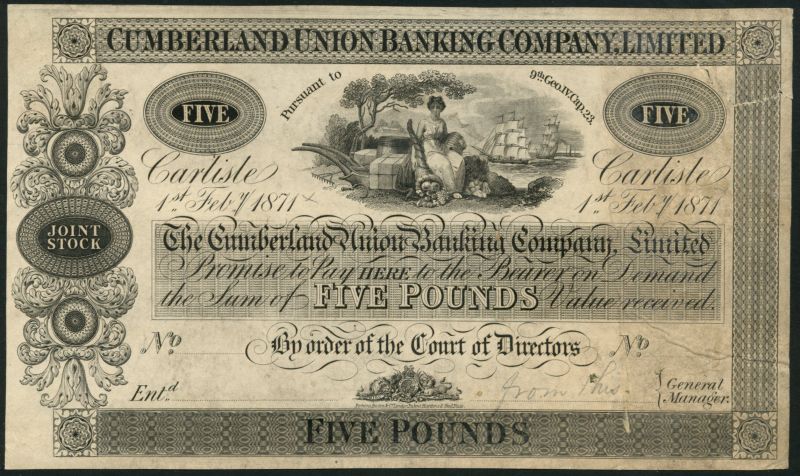 CUMBERLAND UNION BANKING COMPANY, LIMITED
Pursuant to 9th Geo. IV. Cap. 23.
FIVE FIVE
Carlisle Carlisle
1st Feby 1871 1st Feby 1871
JOINT STOCK
The Cumberland Union Banking Company, Limited
Promise to Pay HERE to the Bearer on Demand
the Sum of FIVE POUNDS Value received.
No By order of the Court of Directors No
Entd from this. General Manager.
FIVE POUNDS